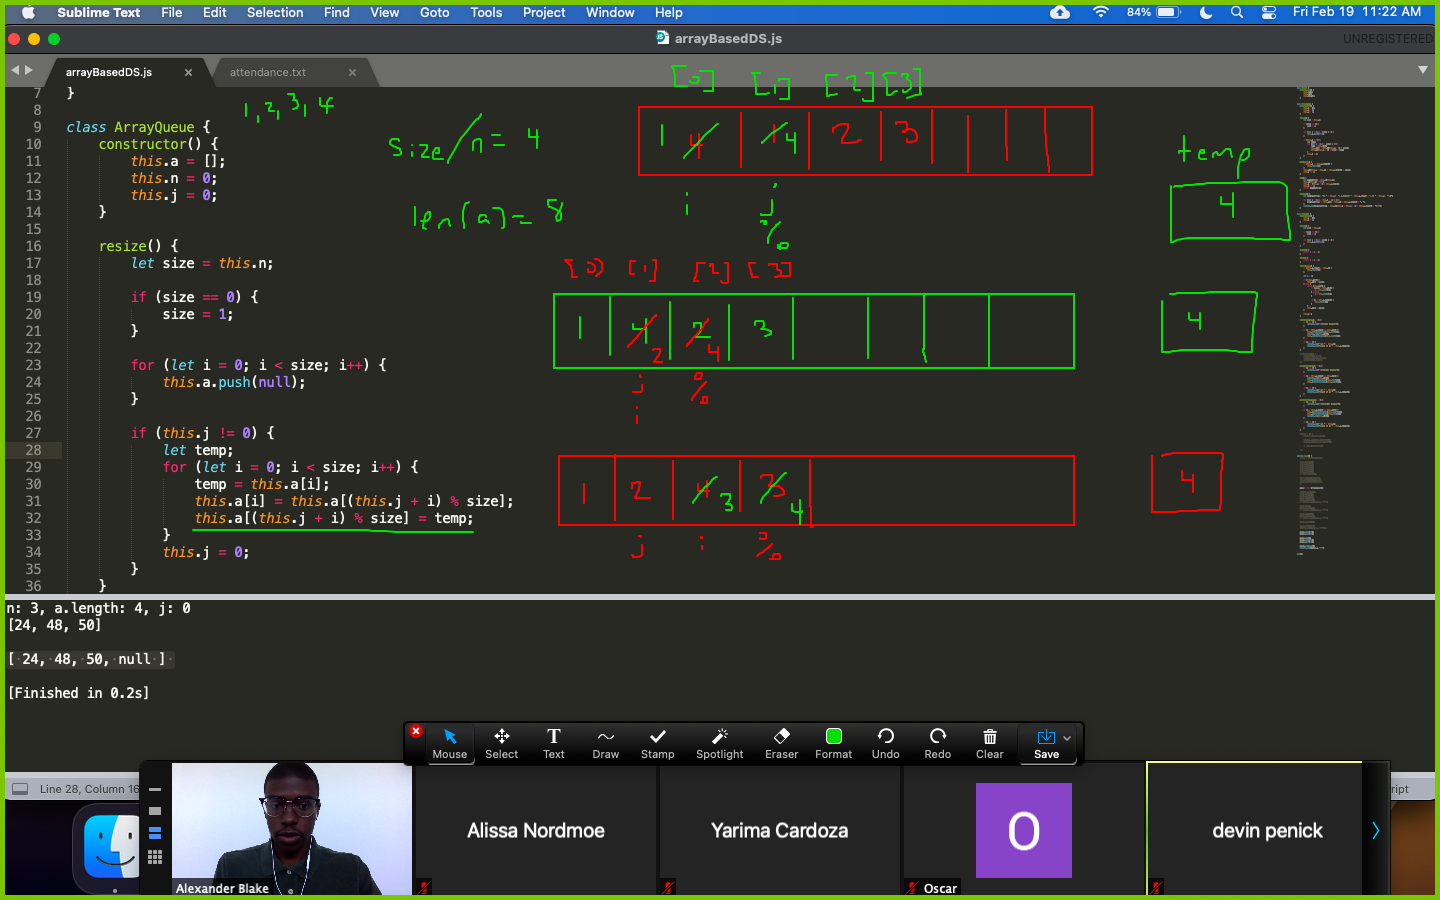 Sublime Text File Edit Selection Find View Goto Tools Project Window Help 84% Fri Feb 19 11:22 AM
arrayBasedDS.js UNREGISTERED
arrayBasedDS.js × attendance.txt ×
[0] [1] [2] [3]
7 }
8
1, 2, 3, 4
9 class ArrayQueue {
10 constructor() {
11 this.a = [];
12 this.n = 0;
13 this.j = 0;
14 }
15
16 resize() {
17 let size = this.n;
18
19 if (size == 0) {
20 size = 1;
21 }
22
23 for (let i = 0; i < size; i++) {
24 this.a.push(null);
25 }
26
27 if (this.j != 0) {
28 let temp;
29 for (let i = 0; i < size; i++) {
30 temp = this.a[i];
31 this.a[i] = this.a[(this.j + i) % size];
32 this.a[(this.j + i) % size] = temp;
33 }
34 this.j = 0;
35 }
36 }
size/n = 4
len[a] = 8
1 4 1 4 2 3
i j
%
temp
4
[0] [1] [2] [3]
1 4 2 2 4 3
j %
i
4
1 2 4 3 3 4
j i %
4
n: 3, a.length: 4, j: 0
[24, 48, 50]
[ 24, 48, 50, null ]
[Finished in 0.2s]
Mouse Select Text Draw Stamp Spotlight Eraser Format Undo Redo Clear Save
Line 28, Column 16
ript
Alexander Blake
Alissa Nordmoe
Yarima Cardoza
O
Oscar
devin penick